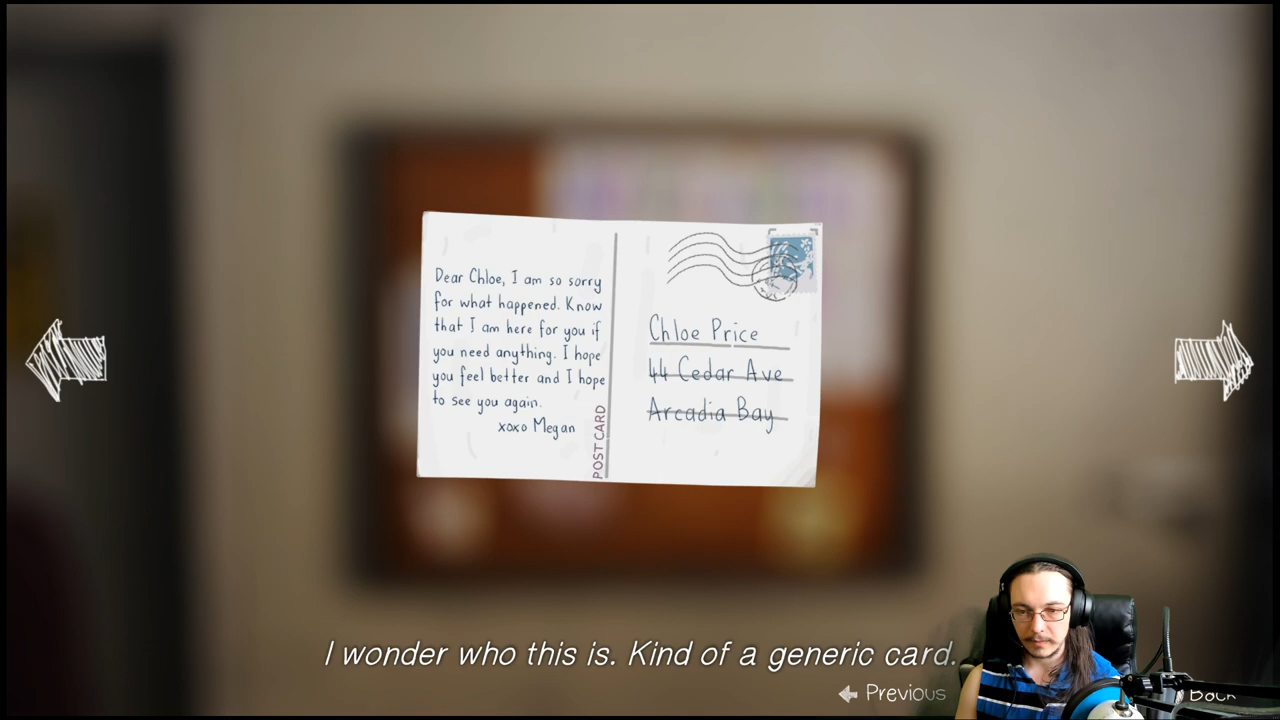 Dear Chloe, I am so sorry
for what happened. Know
that I am here for you if
you need anything. I hope
you feel better and I hope
to see you again.
xoxo Megan
POSTCARD
Chloe Price
44 Cedar Ave
Arcadia Bay
I wonder who this is. Kind of a generic card.
Previous
Back